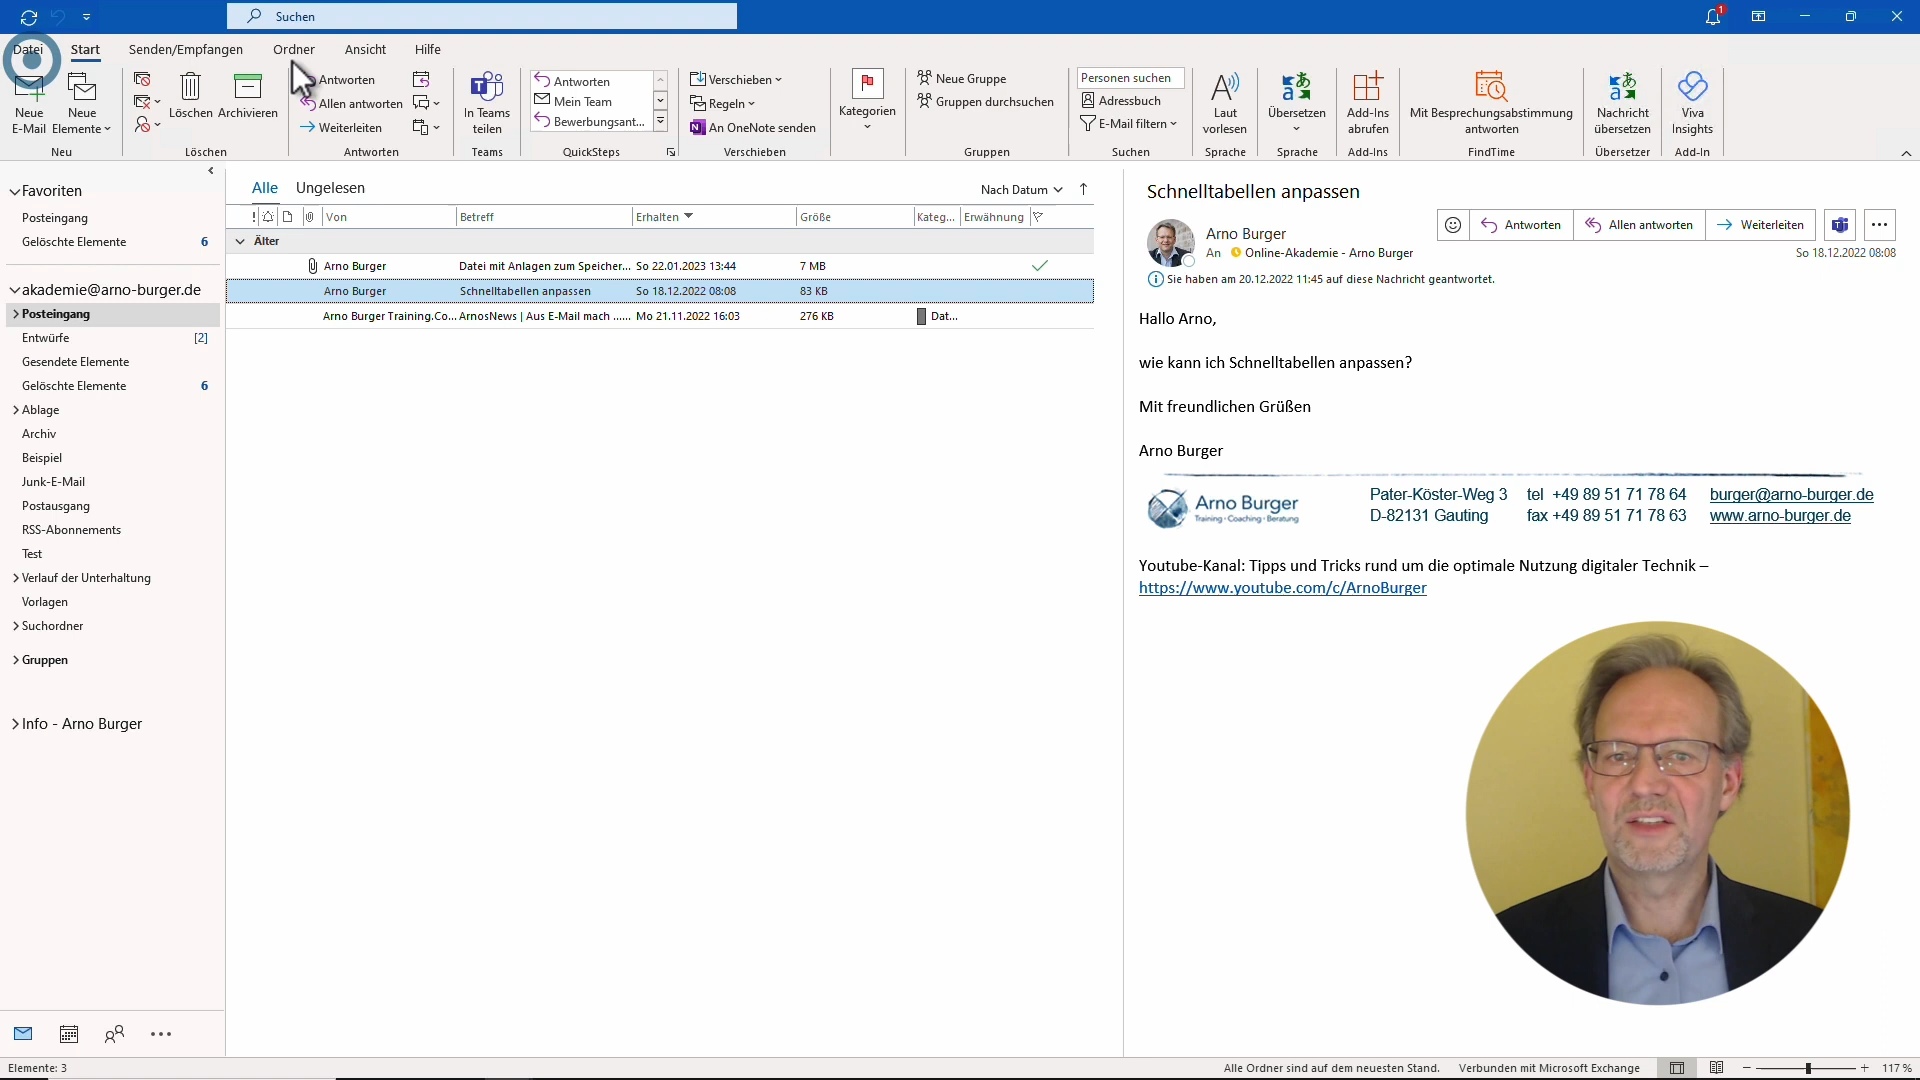 Suchen
1
Datei
Start
Senden/Empfangen
Ordner
Ansicht
Hilfe
Neue
E-Mail
Neue
Elemente
Neu
Löschen
Archivieren
Löschen
Antworten
Allen antworten
Weiterleiten
Antworten
In Teams
teilen
Teams
Antworten
Mein Team
Bewerbungsant...
QuickSteps
Verschieben
Regeln
An OneNote senden
Verschieben
Kategorien
Neue Gruppe
Gruppen durchsuchen
Gruppen
Personen suchen
Adressbuch
E-Mail filtern
Suchen
Laut
vorlesen
Sprache
Übersetzen
Sprache
Add-Ins
abrufen
Add-Ins
Mit Besprechungsabstimmung
antworten
FindTime
Nachricht
übersetzen
Übersetzer
Viva
Insights
Add-In
Favoriten
Posteingang
Gelöschte Elemente 6
akademie@arno-burger.de
Posteingang
Entwürfe [2]
Gesendete Elemente
Gelöschte Elemente 6
Ablage
Archiv
Beispiel
Junk-E-Mail
Postausgang
RSS-Abonnements
Test
Verlauf der Unterhaltung
Vorlagen
Suchordner
Gruppen
Info - Arno Burger
Alle Ungelesen Nach Datum
! Von Betreff Erhalten Größe Kateg... Erwähnung
Älter
Arno Burger Datei mit Anlagen zum Speicher... So 22.01.2023 13:44 7 MB
Arno Burger Schnelltabellen anpassen So 18.12.2022 08:08 83 KB
Arno Burger Training.Co... ArnosNews | Aus E-Mail mach ...... Mo 21.11.2022 16:03 276 KB Dat...
Schnelltabellen anpassen
Arno Burger
An Online-Akademie - Arno Burger
Antworten Allen antworten Weiterleiten
So 18.12.2022 08:08
Sie haben am 20.12.2022 11:45 auf diese Nachricht geantwortet.
Hallo Arno,
wie kann ich Schnelltabellen anpassen?
Mit freundlichen Grüßen
Arno Burger
Arno Burger
Training · Coaching · Beratung
Pater-Köster-Weg 3 tel +49 89 51 71 78 64 burger@arno-burger.de
D-82131 Gauting fax +49 89 51 71 78 63 www.arno-burger.de
Youtube-Kanal: Tipps und Tricks rund um die optimale Nutzung digitaler Technik –
https://www.youtube.com/c/ArnoBurger
Elemente: 3
Alle Ordner sind auf dem neuesten Stand.
Verbunden mit Microsoft Exchange
117 %